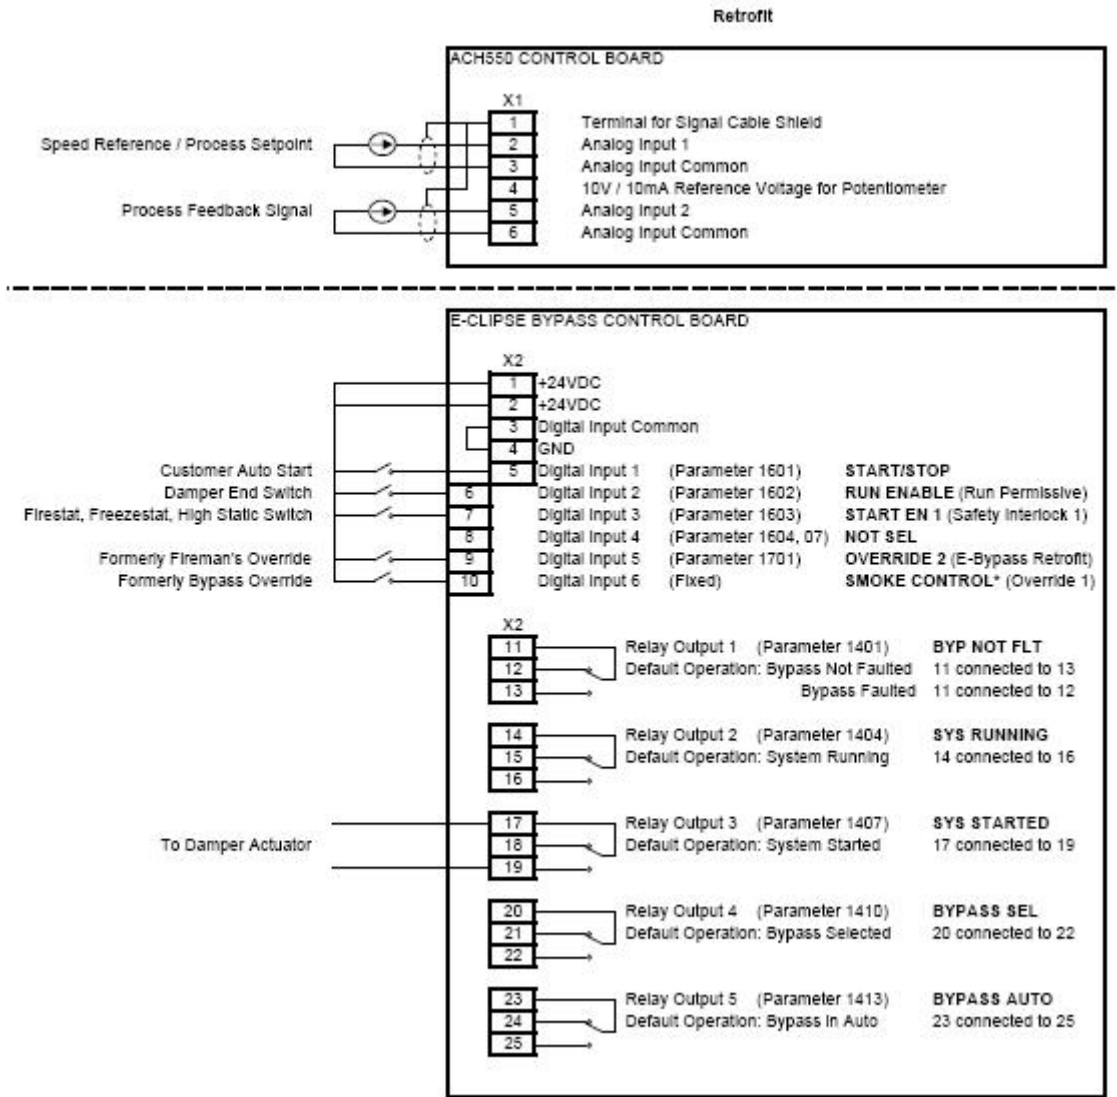 Retrofit
ACH550 CONTROL BOARD
X1
1 Terminal for Signal Cable Shield
Speed Reference / Process Setpoint 2 Analog Input 1
3 Analog Input Common
4 10V / 10mA Reference Voltage for Potentiometer
Process Feedback Signal 5 Analog Input 2
6 Analog Input Common
E-CLIPSE BYPASS CONTROL BOARD
X2
1 +24VDC
2 +24VDC
3 Digital Input Common
4 GND
Customer Auto Start 5 Digital Input 1 (Parameter 1601) START/STOP
Damper End Switch 6 Digital Input 2 (Parameter 1602) RUN ENABLE (Run Permissive)
Firestat, Freezestat, High Static Switch 7 Digital Input 3 (Parameter 1603) START EN 1 (Safety Interlock 1)
8 Digital Input 4 (Parameter 1604, 07) NOT SEL
Formerly Fireman's Override 9 Digital Input 5 (Parameter 1701) OVERRIDE 2 (E-Bypass Retrofit)
Formerly Bypass Override 10 Digital Input 6 (Fixed) SMOKE CONTROL* (Override 1)
X2
11 Relay Output 1 (Parameter 1401) BYP NOT FLT
12 Default Operation: Bypass Not Faulted 11 connected to 13
13 Bypass Faulted 11 connected to 12
14 Relay Output 2 (Parameter 1404) SYS RUNNING
15 Default Operation: System Running 14 connected to 16
16
17 Relay Output 3 (Parameter 1407) SYS STARTED
To Damper Actuator 18 Default Operation: System Started 17 connected to 19
19
20 Relay Output 4 (Parameter 1410) BYPASS SEL
21 Default Operation: Bypass Selected 20 connected to 22
22
23 Relay Output 5 (Parameter 1413) BYPASS AUTO
24 Default Operation: Bypass in Auto 23 connected to 25
25